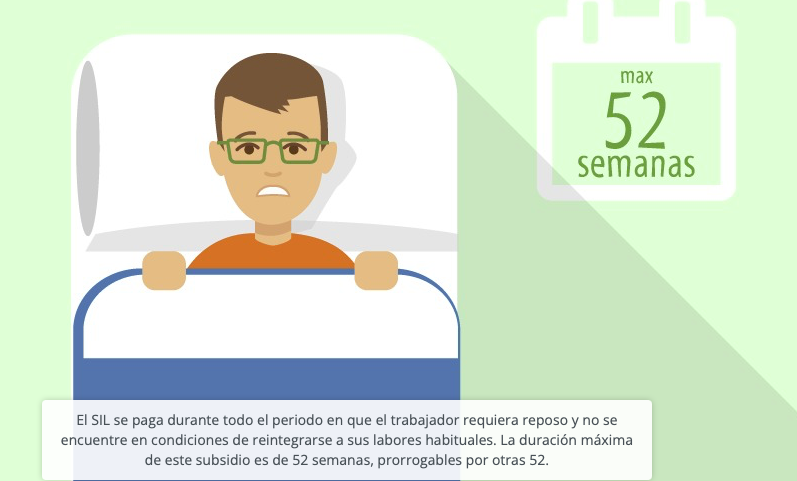 max
52
semanas
El SIL se paga durante todo el periodo en que el trabajador requiera reposo y no se
encuentre en condiciones de reintegrarse a sus labores habituales. La duración máxima
de este subsidio es de 52 semanas, prorrogables por otras 52.